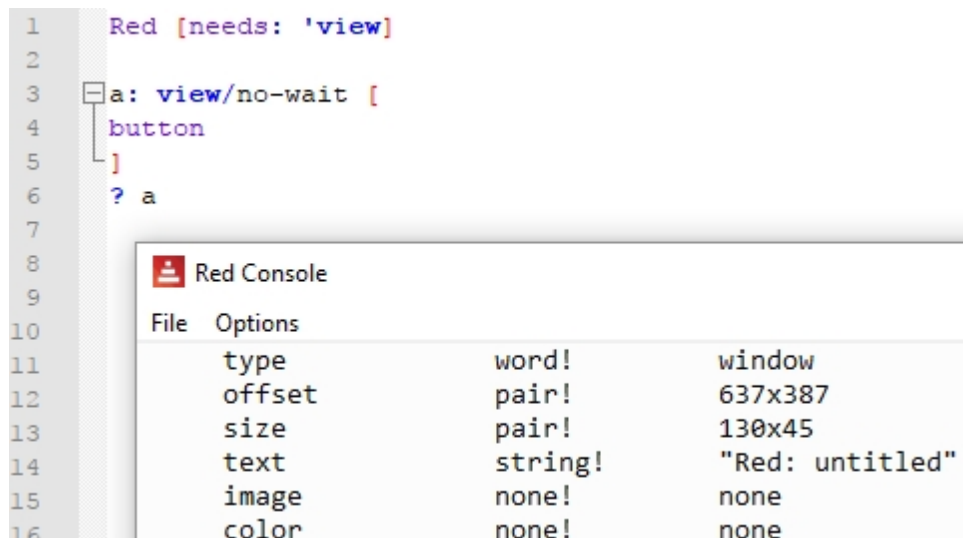 1 Red [needs: 'view]
2
3 a: view/no-wait [
4 button
5 ]
6 ? a
7
8
9
10
11
12
13
14
15
16
Red Console
File Options
type word! window
offset pair! 637x387
size pair! 130x45
text string! "Red: untitled"
image none! none
color none! none